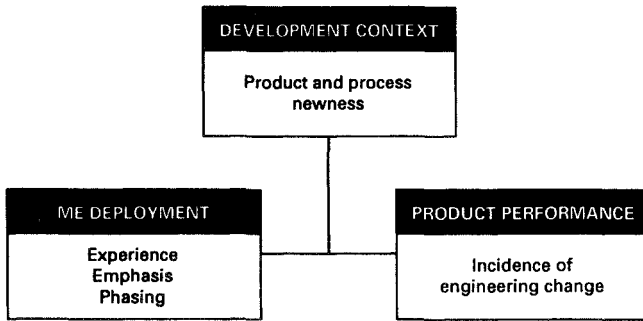 DEVELOPMENT CONTEXT
Product and process
newness
ME DEPLOYMENT
Experience
Emphasis
Phasing
PRODUCT PERFORMANCE
Incidence of
engineering change